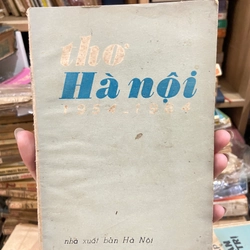 thơ
Hà nội
nhà xuất bản Hà Nội